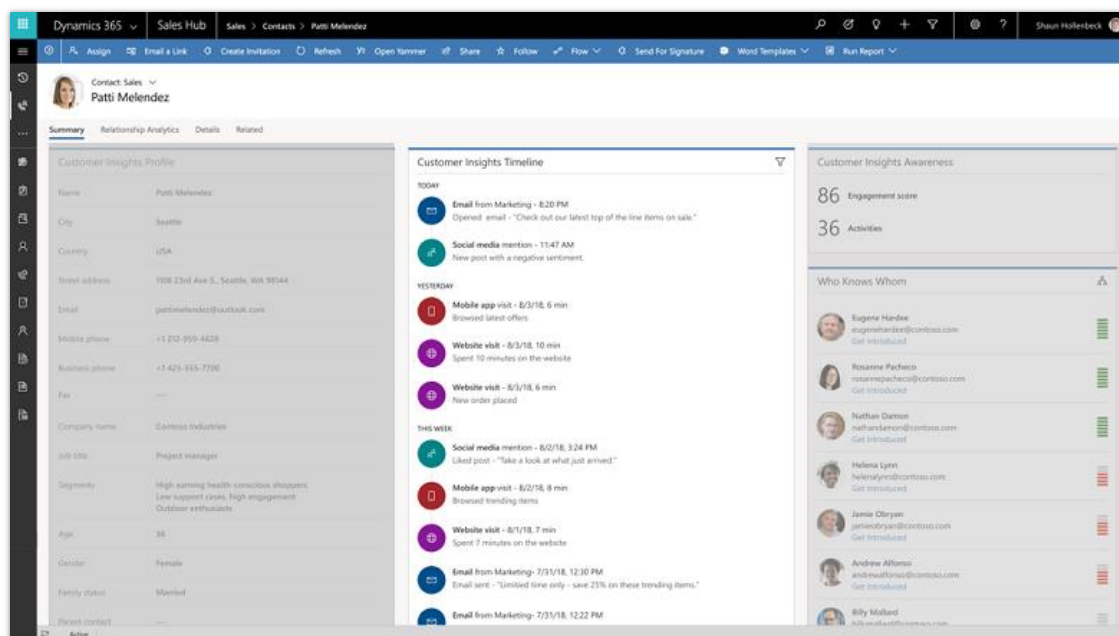 Dynamics 365
Sales Hub
Sales > Contacts > Patti Melendez
Shaun Hollenbeck
Assign
Email a Link
Create Invitation
Refresh
Open Yammer
Share
Follow
Flow
Send For Signature
Word Templates
Run Report
Contact: Sales
Patti Melendez
Summary
Relationship Analytics
Details
Related
Customer Insights Profile
Name Patti Melendez
City Seattle
Country USA
Street address 1108 23rd Ave S., Seattle, WA 98144
Email pattimelendez@outlook.com
Mobile phone +1 212-959-4628
Business phone +1 425-555-7700
Fax ---
Company name Contoso Industries
Job title Project manager
Segments High earning health conscious shoppers
Low support cases, high engagement
Outdoor enthusiasts
Age 36
Gender Female
Family status Married
Parent contact ---
Active
Customer Insights Timeline
TODAY
Email from Marketing - 8:20 PM
Opened email - "Check out our latest top of the line items on sale."
Social media mention - 11:47 AM
New post with a negative sentiment.
YESTERDAY
Mobile app visit - 8/3/18, 6 min
Browsed latest offers
Website visit - 8/3/18, 10 min
Spent 10 minutes on the website
Website visit - 8/3/18, 6 min
New order placed
THIS WEEK
Social media mention - 8/2/18, 3:24 PM
Liked post - "Take a look at what just arrived."
Mobile app visit - 8/2/18, 8 min
Browsed trending items
Website visit - 8/1/18, 7 min
Spent 7 minutes on the website
Email from Marketing- 7/31/18, 12:30 PM
Email sent - "Limitied time only - save 25% on these trending items."
Email from Marketing- 7/31/18, 12:22 PM
Customer Insights Awareness
86 Engagement score
36 Activities
Who Knows Whom
Eugene Hardee
eugenehardee@contoso.com
Get Introduced
Rosanne Pacheco
rosannepacheco@contoso.com
Get Introduced
Nathan Damon
nathandamon@contoso.com
Get Introduced
Helena Lynn
helenalynn@contoso.com
Get Introduced
Jamie Obryan
jamieobryan@contoso.com
Get Introduced
Andrew Alfonso
andrewalfonso@contoso.com
Get Introduced
Billy Mallard